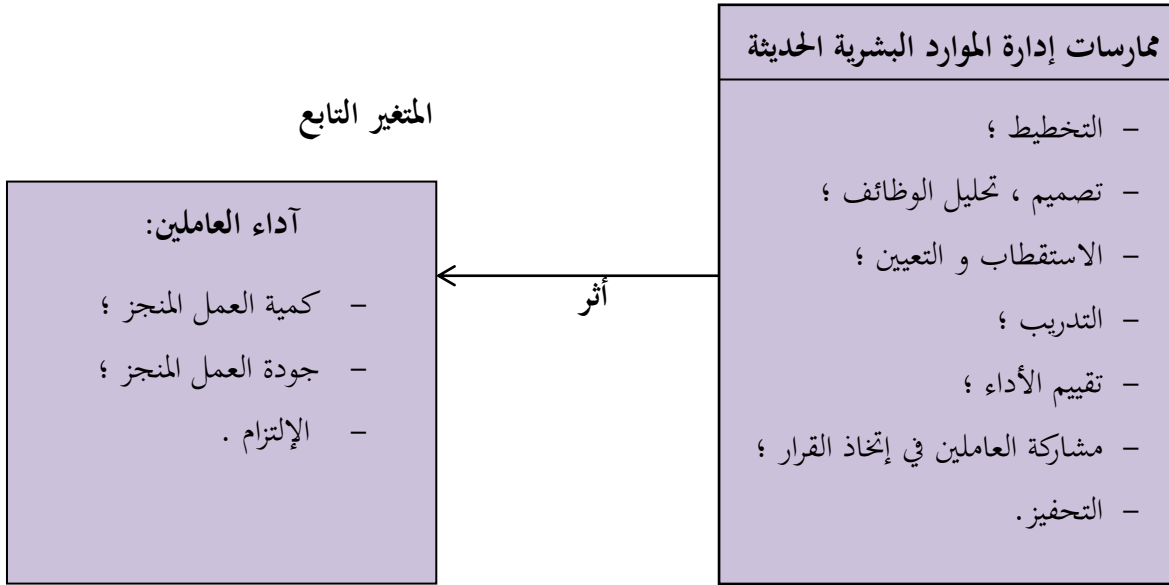 ممارسات إدارة الموارد البشرية الحديثة
– التخطيط ؛
– تصميم ، تحليل الوظائف ؛
– الاستقطاب و التعيين ؛
– التدريب ؛
– تقييم الأداء ؛
– مشاركة العاملين في إتخاذ القرار ؛
– التحفيز.
أثر
المتغير التابع
آداء العاملين:
– كمية العمل المنجز ؛
– جودة العمل المنجز ؛
– الإلتزام .